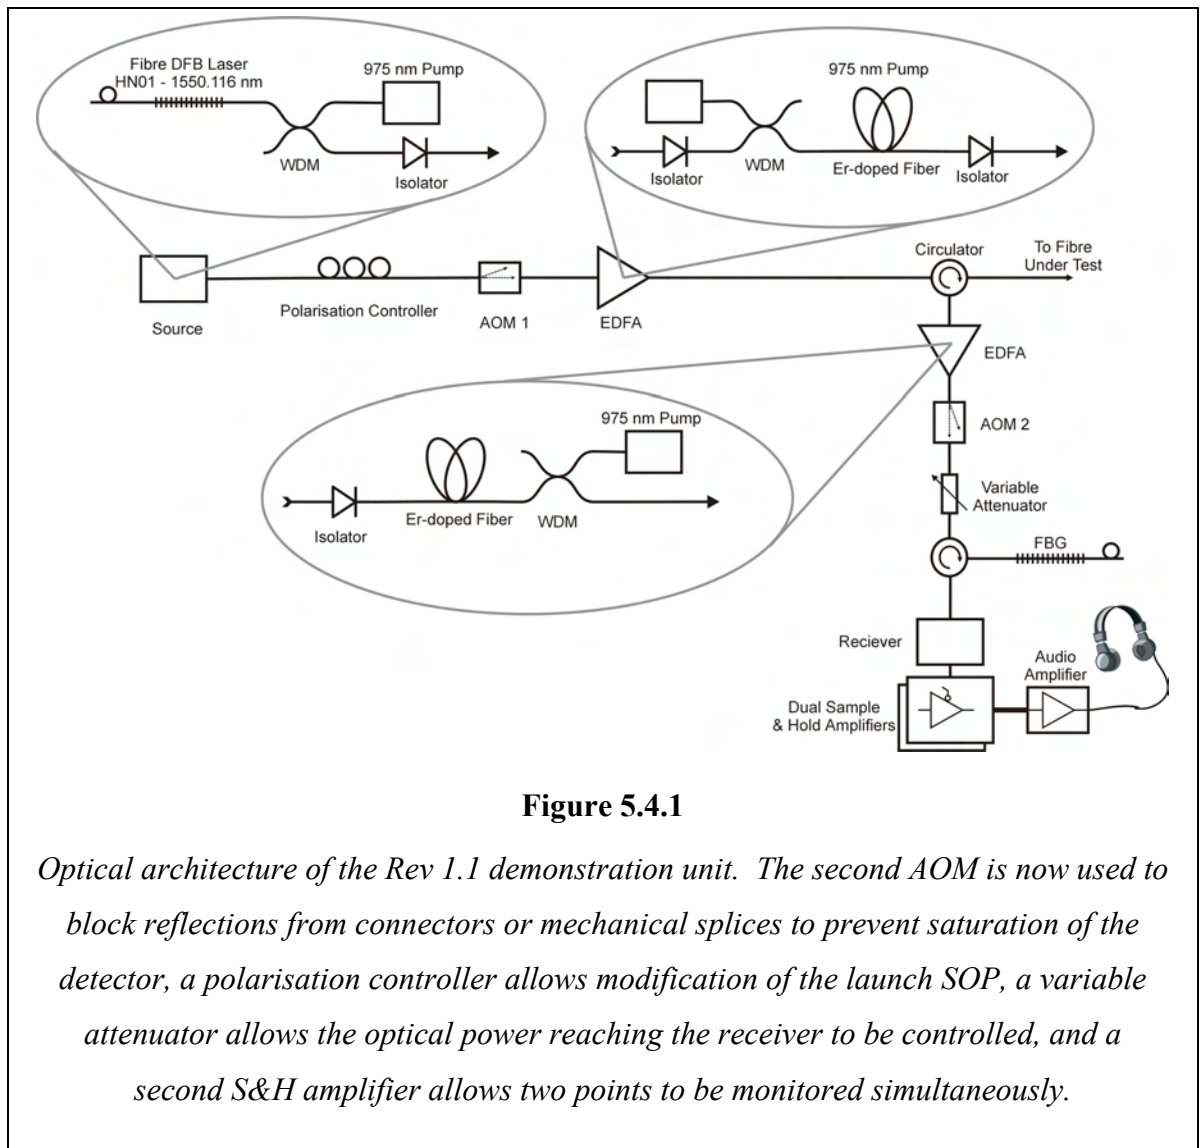 Fibre DFB Laser
HN01 - 1550.116 nm
975 nm Pump
WDM
Isolator
975 nm Pump
Isolator
WDM
Er-doped Fiber
Isolator
Source
Polarisation Controller
AOM 1
EDFA
Circulator
To Fibre
Under Test
EDFA
AOM 2
Variable
Attenuator
FBG
975 nm Pump
Isolator
Er-doped Fiber
WDM
Reciever
Dual Sample
& Hold Amplifiers
Audio
Amplifier
Figure 5.4.1
Optical architecture of the Rev 1.1 demonstration unit. The second AOM is now used to
block reflections from connectors or mechanical splices to prevent saturation of the
detector, a polarisation controller allows modification of the launch SOP, a variable
attenuator allows the optical power reaching the receiver to be controlled, and a
second S&H amplifier allows two points to be monitored simultaneously.